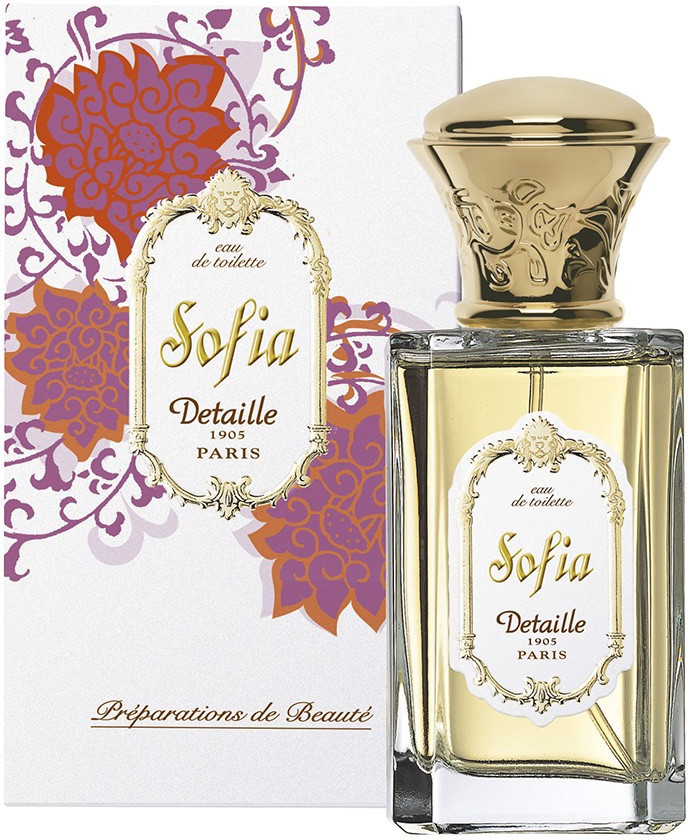 eau
de toilette
Sofia
Detaille
1905
PARIS
Préparations de Beauté
eau
de toilette
Sofia
Detaille
1905
PARIS